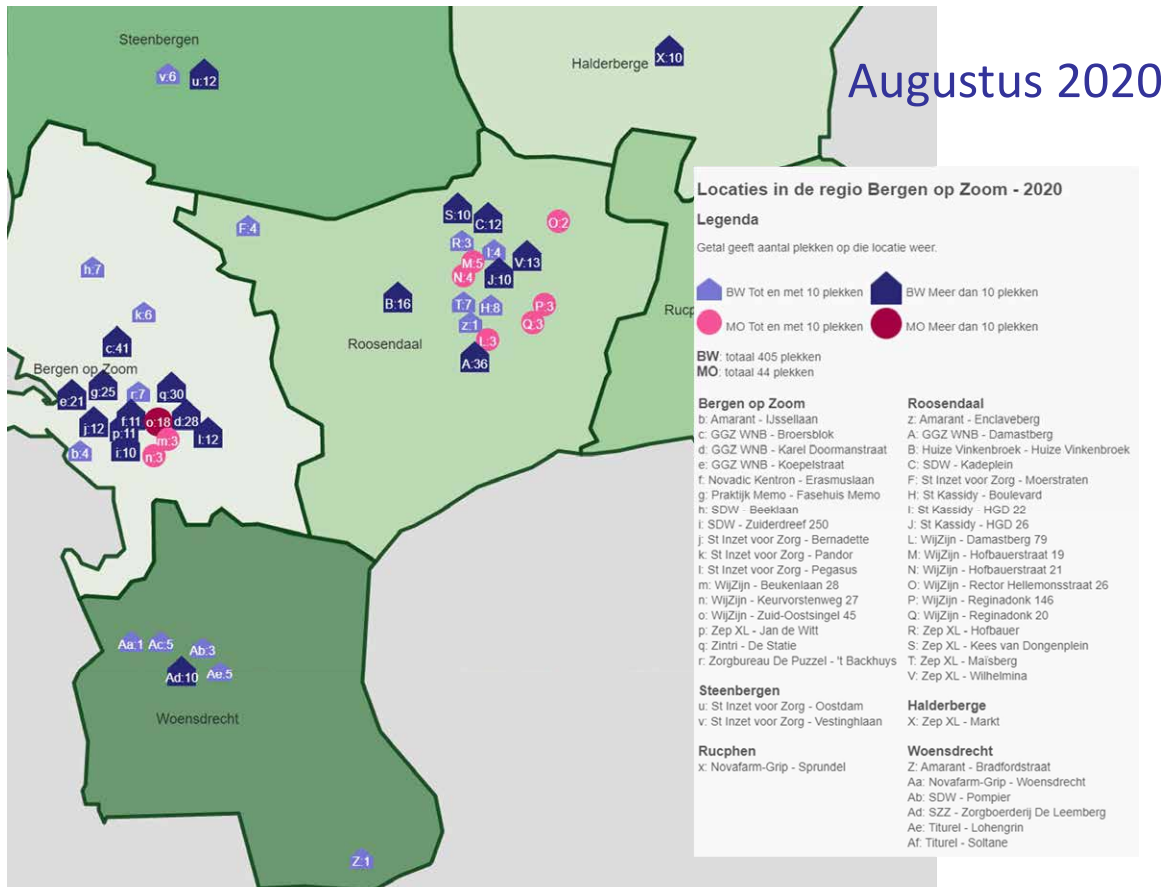 Augustus 2020
Steenbergen
v:6
u:12
Halderberge
X:10
F:4
S:10
C:12
O:2
R:3
I:4
V:13
M:5
N:4
J:10
B:16
T:7
H:8
P:3
z:1
Q:3
L:3
A:36
Roosendaal
Rucp
h:7
k:6
c:41
Bergen op Zoom
e:21
g:25
r:7
q:30
j:12
f:11
o:18
d:28
p:11
m:3
l:12
b:4
i:10
n:3
Aa:1
Ac:5
Ab:3
Ad:10
Ae:5
Woensdrecht
Z:1
Locaties in de regio Bergen op Zoom - 2020
Legenda
Getal geeft aantal plekken op die locatie weer.
BW Tot en met 10 plekken
BW Meer dan 10 plekken
MO Tot en met 10 plekken
MO Meer dan 10 plekken
BW: totaal 405 plekken
MO: totaal 44 plekken
Bergen op Zoom
b: Amarant - IJssellaan
c: GGZ WNB - Broersblok
d: GGZ WNB - Karel Doormanstraat
e: GGZ WNB - Koepelstraat
f: Novadic Kentron - Erasmuslaan
g: Praktijk Memo - Fasehuis Memo
h: SDW - Beeklaan
i: SDW - Zuiderdreef 250
j: St Inzet voor Zorg - Bernadette
k: St Inzet voor Zorg - Pandor
l: St Inzet voor Zorg - Pegasus
m: WijZijn - Beukenlaan 28
n: WijZijn - Keurvorstenweg 27
o: WijZijn - Zuid-Oostsingel 45
p: Zep XL - Jan de Witt
q: Zintri - De Statie
r: Zorgbureau De Puzzel - 't Backhuys
Steenbergen
u: St Inzet voor Zorg - Oostdam
v: St Inzet voor Zorg - Vestinghlaan
Rucphen
x: Novafarm-Grip - Sprundel
Roosendaal
z: Amarant - Enclaveberg
A: GGZ WNB - Damastberg
B: Huize Vinkenbroek - Huize Vinkenbroek
C: SDW - Kadeplein
F: St Inzet voor Zorg - Moerstraten
H: St Kassidy - Boulevard
I: St Kassidy - HGD 22
J: St Kassidy - HGD 26
L: WijZijn - Damastberg 79
M: WijZijn - Hofbauerstraat 19
N: WijZijn - Hofbauerstraat 21
O: WijZijn - Rector Hellemonsstraat 26
P: WijZijn - Reginadonk 146
Q: WijZijn - Reginadonk 20
R: Zep XL - Hofbauer
S: Zep XL - Kees van Dongenplein
T: Zep XL - Maïsberg
V: Zep XL - Wilhelmina
Halderberge
X: Zep XL - Markt
Woensdrecht
Z: Amarant - Bradfordstraat
Aa: Novafarm-Grip - Woensdrecht
Ab: SDW - Pompier
Ad: SZZ - Zorgboerderij De Leemberg
Ae: Titurel - Lohengrin
Af: Titurel - Soltane